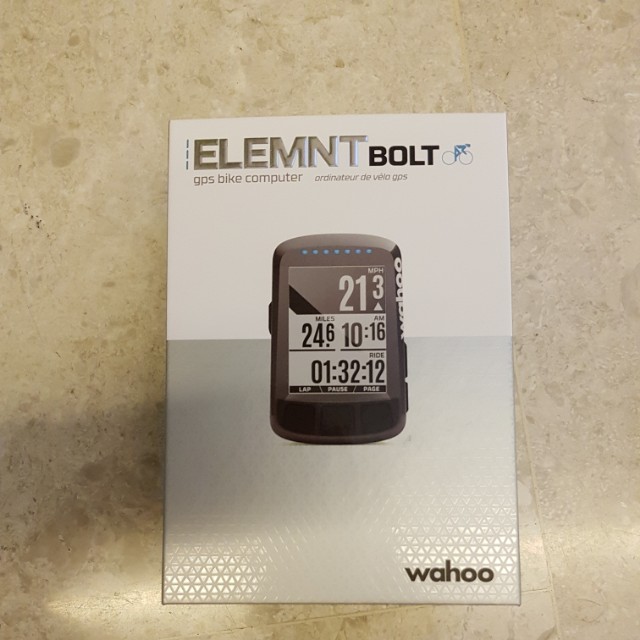 ELEMNT BOLT
gps bike computer ordinateur de vélo gps
wahoo
MPH
21 3
MILES AM
24 6 10:16
RIDE
01:32:12
LAP PAUSE PAGE
wahoo